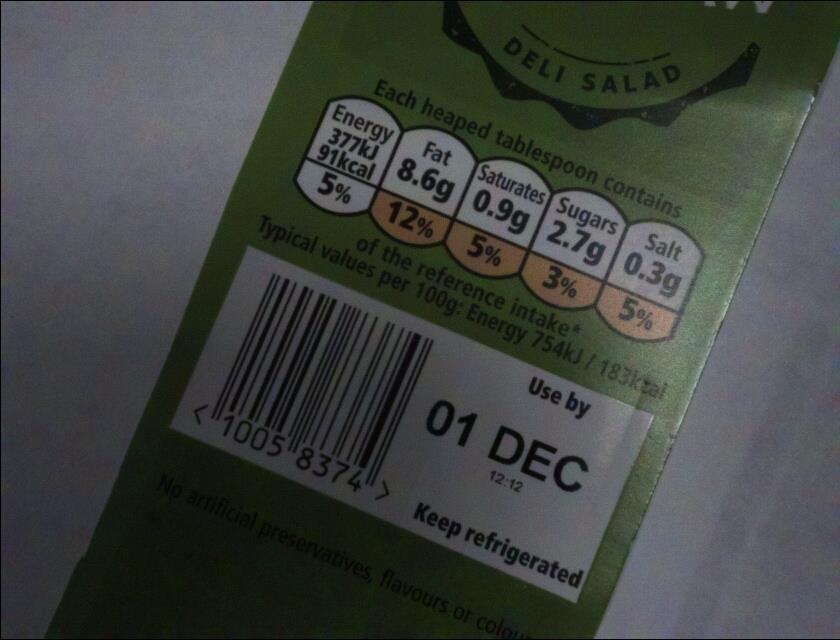 DELI SALAD
Each heaped tablespoon contains
Energy
377kJ
91kcal
5%
Fat
8.6g
12%
Saturates
0.9g
5%
Sugars
2.7g
3%
Salt
0.3g
5%
of the reference intake*
Typical values per 100g: Energy 754kJ / 183kcal
Use by
01 DEC
12:12
< 1005 8374 >
Keep refrigerated
No artificial preservatives, flavours or